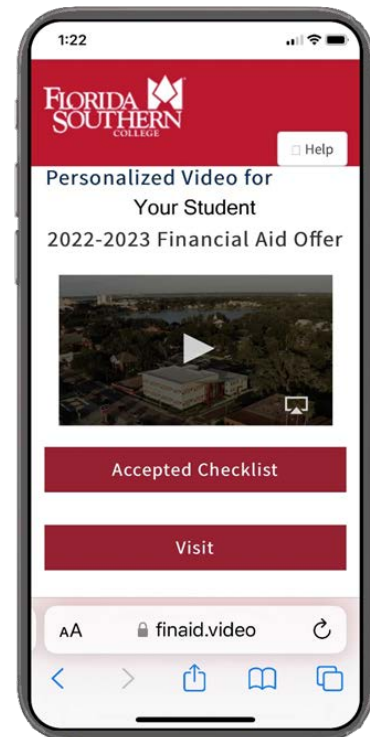 1:22
FLORIDA
SOUTHERN
COLLEGE
Help
Personalized Video for
Your Student
2022-2023 Financial Aid Offer
Accepted Checklist
Visit
AA finaid.video